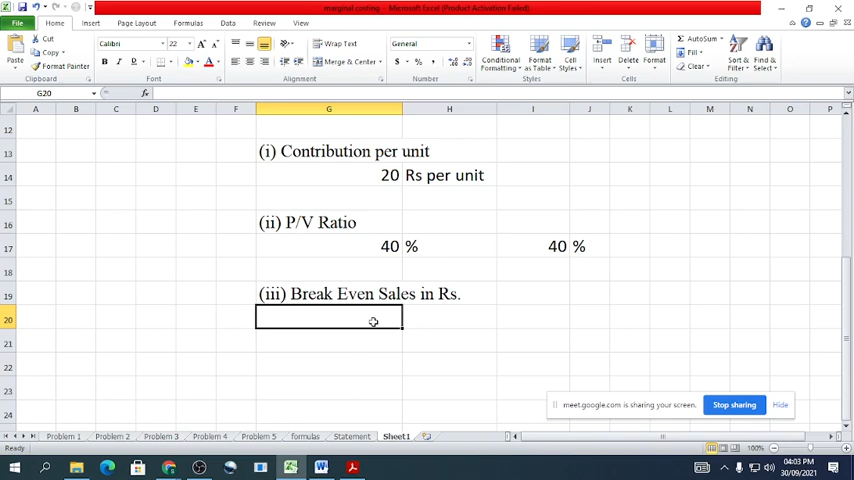 marginal costing - Microsoft Excel (Product Activation Failed)
File Home Insert Page Layout Formulas Data Review View
Paste Cut Copy Format Painter Clipboard
Calibri 22 A A B I U A Font
Wrap Text Merge & Center Alignment
General $ % , Number
Conditional Formatting Format as Table Cell Styles Styles
Insert Delete Format Cells
AutoSum Fill Clear Sort & Filter Find & Select Editing
G20 fx
A B C D E F G H I J K L M N O P
12
13 (i) Contribution per unit
14 20 Rs per unit
15
16 (ii) P/V Ratio
17 40 % 40 %
18
19 (iii) Break Even Sales in Rs.
20
21
22
23
24
meet.google.com is sharing your screen. Stop sharing Hide
Problem 1 Problem 2 Problem 3 Problem 4 Problem 5 formulas Statement Sheet1
Ready 100%
04:03 PM
30/09/2021